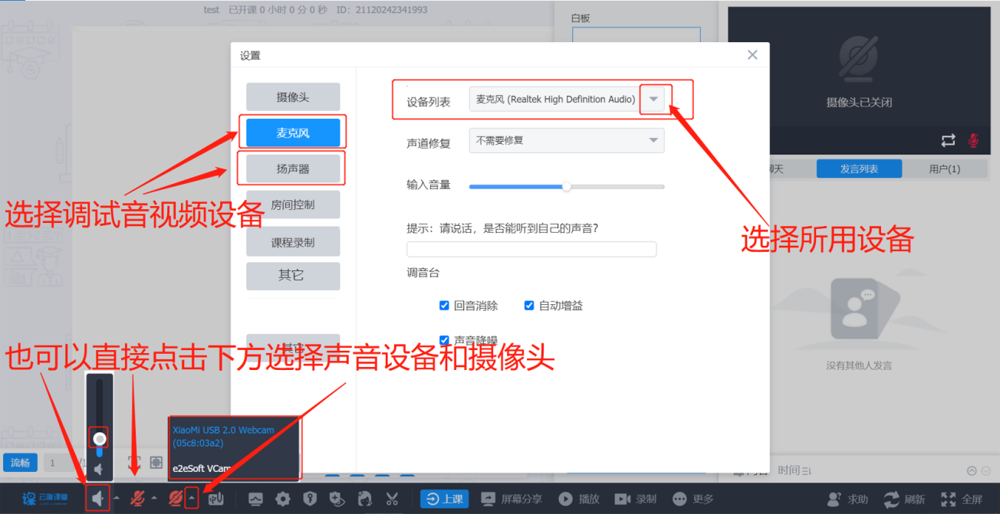 test 已开课 0 小时 0 分 0 秒 ID: 21120242341993
白板
设置
摄像头
麦克风
扬声器
房间控制
课程录制
其它
其它
设备列表 麦克风 (Realtek High Definition Audio)
声道修复 不需要修复
输入音量
提示: 请说话，是否能听到自己的声音?
调音台
回音消除 自动增益
声音降噪
选择调试音视频设备
选择所用设备
也可以直接点击下方选择声音设备和摄像头
摄像头已关闭
聊天 发言列表 用户(1)
没有其他人发言
时间
XiaoMi USB 2.0 Webcam
(05c8:03a2)
e2eSoft VCam
流畅 1 /1
云端课堂 上课 屏幕分享 播放 录制 更多 求助 刷新 全屏